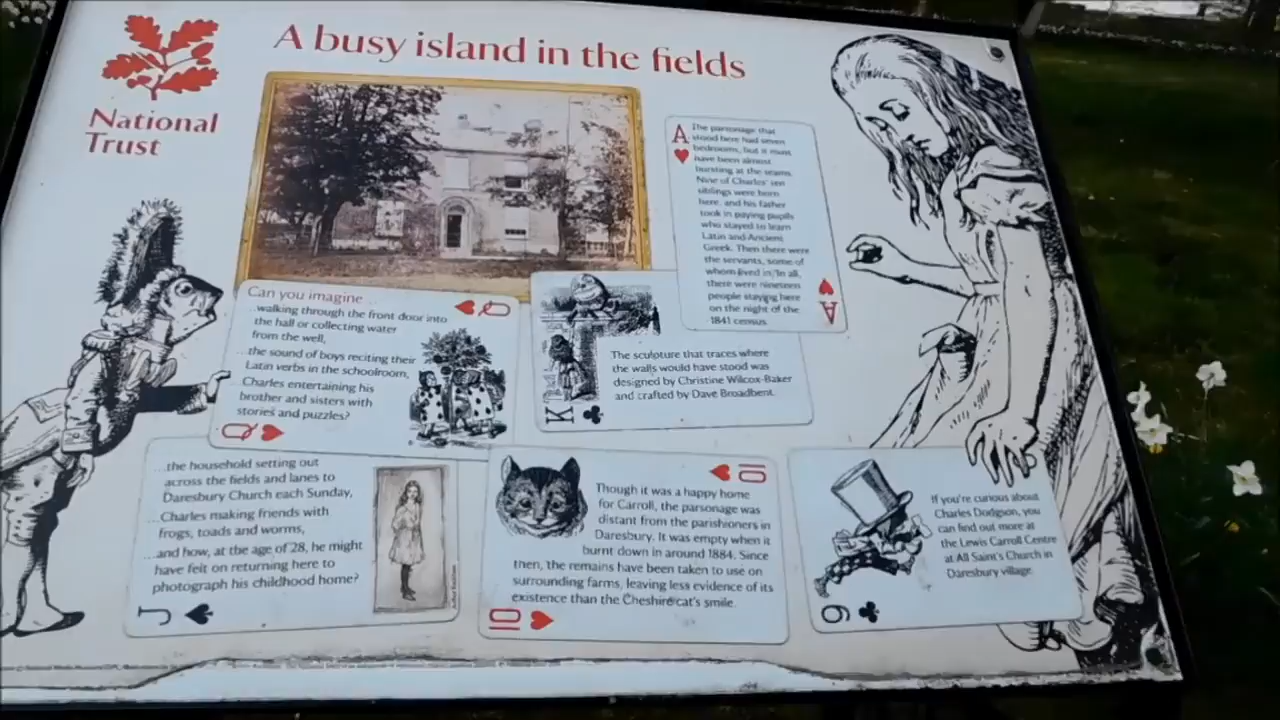 A busy island in the fields
National
Trust
A
The parsonage that
stood here had seven
bedrooms, but it must
have been almost
bursting at the seams.
Nine of Charles' ten
siblings were born
here, and his father
took in paying pupils
who stayed to learn
Latin and Ancient
Greek. Then there were
the servants, some of
whom lived in. In all,
there were nineteen
people staying here
on the night of the
1841 census.
A
Can you imagine...
Q
...walking through the front door into
the hall or collecting water
from the well,
...the sound of boys reciting their
Latin verbs in the schoolroom,
...Charles entertaining his
brother and sisters with
stories and puzzles?
Q
The sculpture that traces where
the walls would have stood was
designed by Christine Wilcox-Baker
and crafted by Dave Broadbent.
K
...the household setting out
across the fields and lanes to
Daresbury Church each Sunday,
...Charles making friends with
frogs, toads and worms,
...and how, at the age of 28, he might
have felt on returning here to
photograph his childhood home?
J
10
Though it was a happy home
for Carroll, the parsonage was
distant from the parishioners in
Daresbury. It was empty when it
burnt down in around 1884. Since
then, the remains have been taken to use on
surrounding farms, leaving less evidence of its
existence than the Cheshire cat's smile.
10
If you're curious about
Charles Dodgson, you
can find out more at
the Lewis Carroll Centre
at All Saint's Church in
Daresbury village.
9